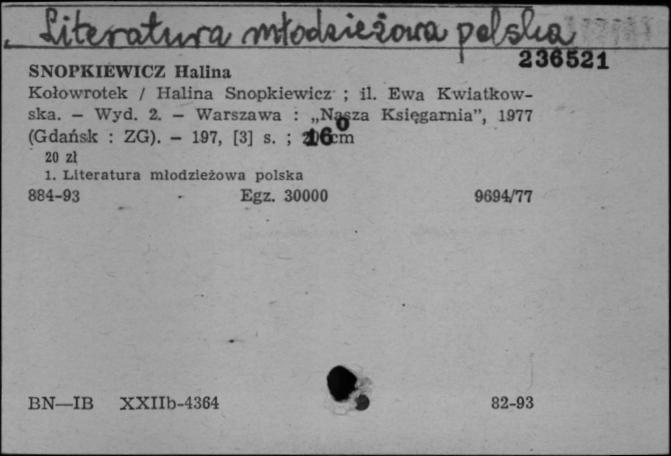 Literatura młodzieżowa polska
236521
SNOPKIEWICZ Halina
Kołowrotek / Halina Snopkiewicz ; il. Ewa Kwiatkow-
ska. – Wyd. 2. – Warszawa : „Nasza Księgarnia”, 1977
(Gdańsk : ZG). – 197, [3] s. ; 16° cm
20 zł
1. Literatura młodzieżowa polska
884-93 Egz. 30000 9694/77
BN—IB XXIIb-4364 82-93